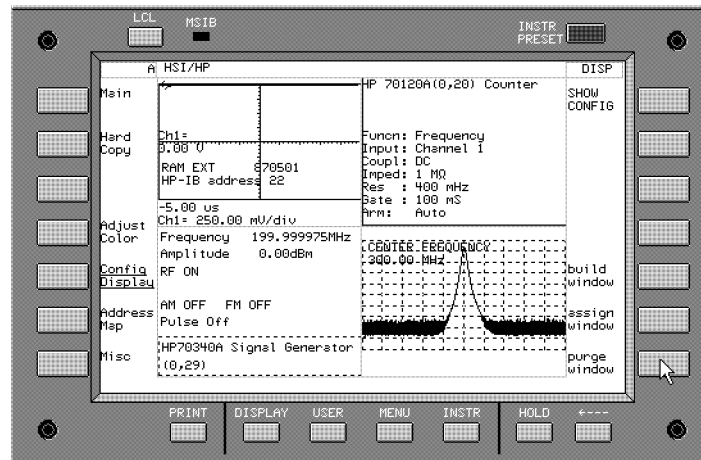 LCL
MSIB
INSTR
PRESET
A HSI/HP
DISP
Main
Hard
Copy
Adjust
Color
Config
Display
Address
Map
Misc
Ch1=
0.00 V
RAM EXT 870501
HP-IB address 22
-5.00 us
Ch1= 250.00 mV/div
HP 70120A(0,20) Counter
Funcn: Frequency
Input: Channel 1
Coupl: DC
Imped: 1 MΩ
Res : 400 mHz
Gate : 100 mS
Arm: Auto
Frequency 199.999975MHz
Amplitude 0.00dBm
RF ON
AM OFF FM OFF
Pulse Off
HP70340A Signal Generator
(0,29)
CENTER FREQUENCY
300.00 MHz
SHOW
CONFIG
build
window
assign
window
purge
window
PRINT
DISPLAY
USER
MENU
INSTR
HOLD
←---